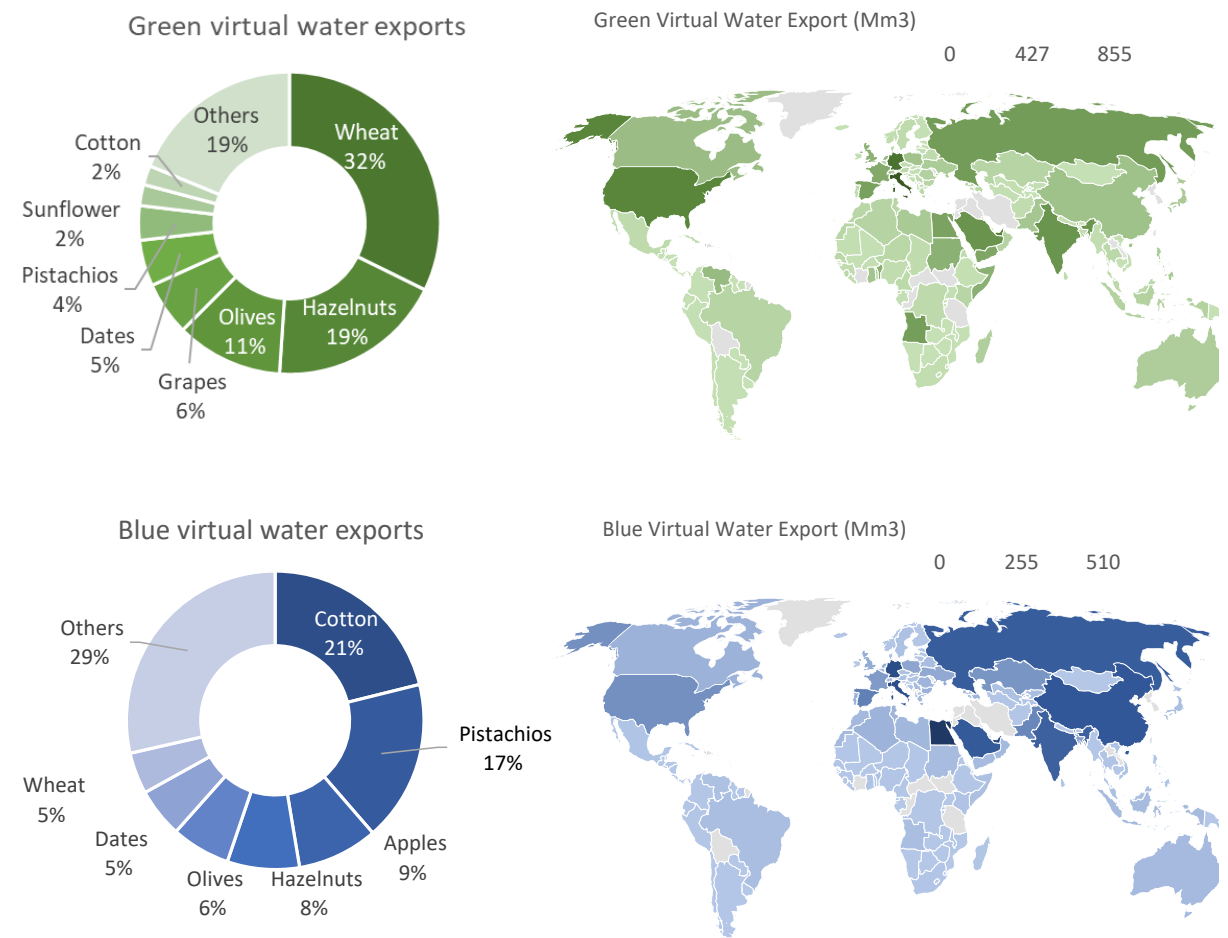 Green virtual water exports
Others
19%
Wheat
32%
Cotton
2%
Sunflower
2%
Pistachios
4%
Dates
5%
Grapes
6%
Olives
11%
Hazelnuts
19%
Green Virtual Water Export (Mm3)
0 427 855
Blue virtual water exports
Others
29%
Cotton
21%
Pistachios
17%
Wheat
5%
Dates
5%
Olives
6%
Hazelnuts
8%
Apples
9%
Blue Virtual Water Export (Mm3)
0 255 510